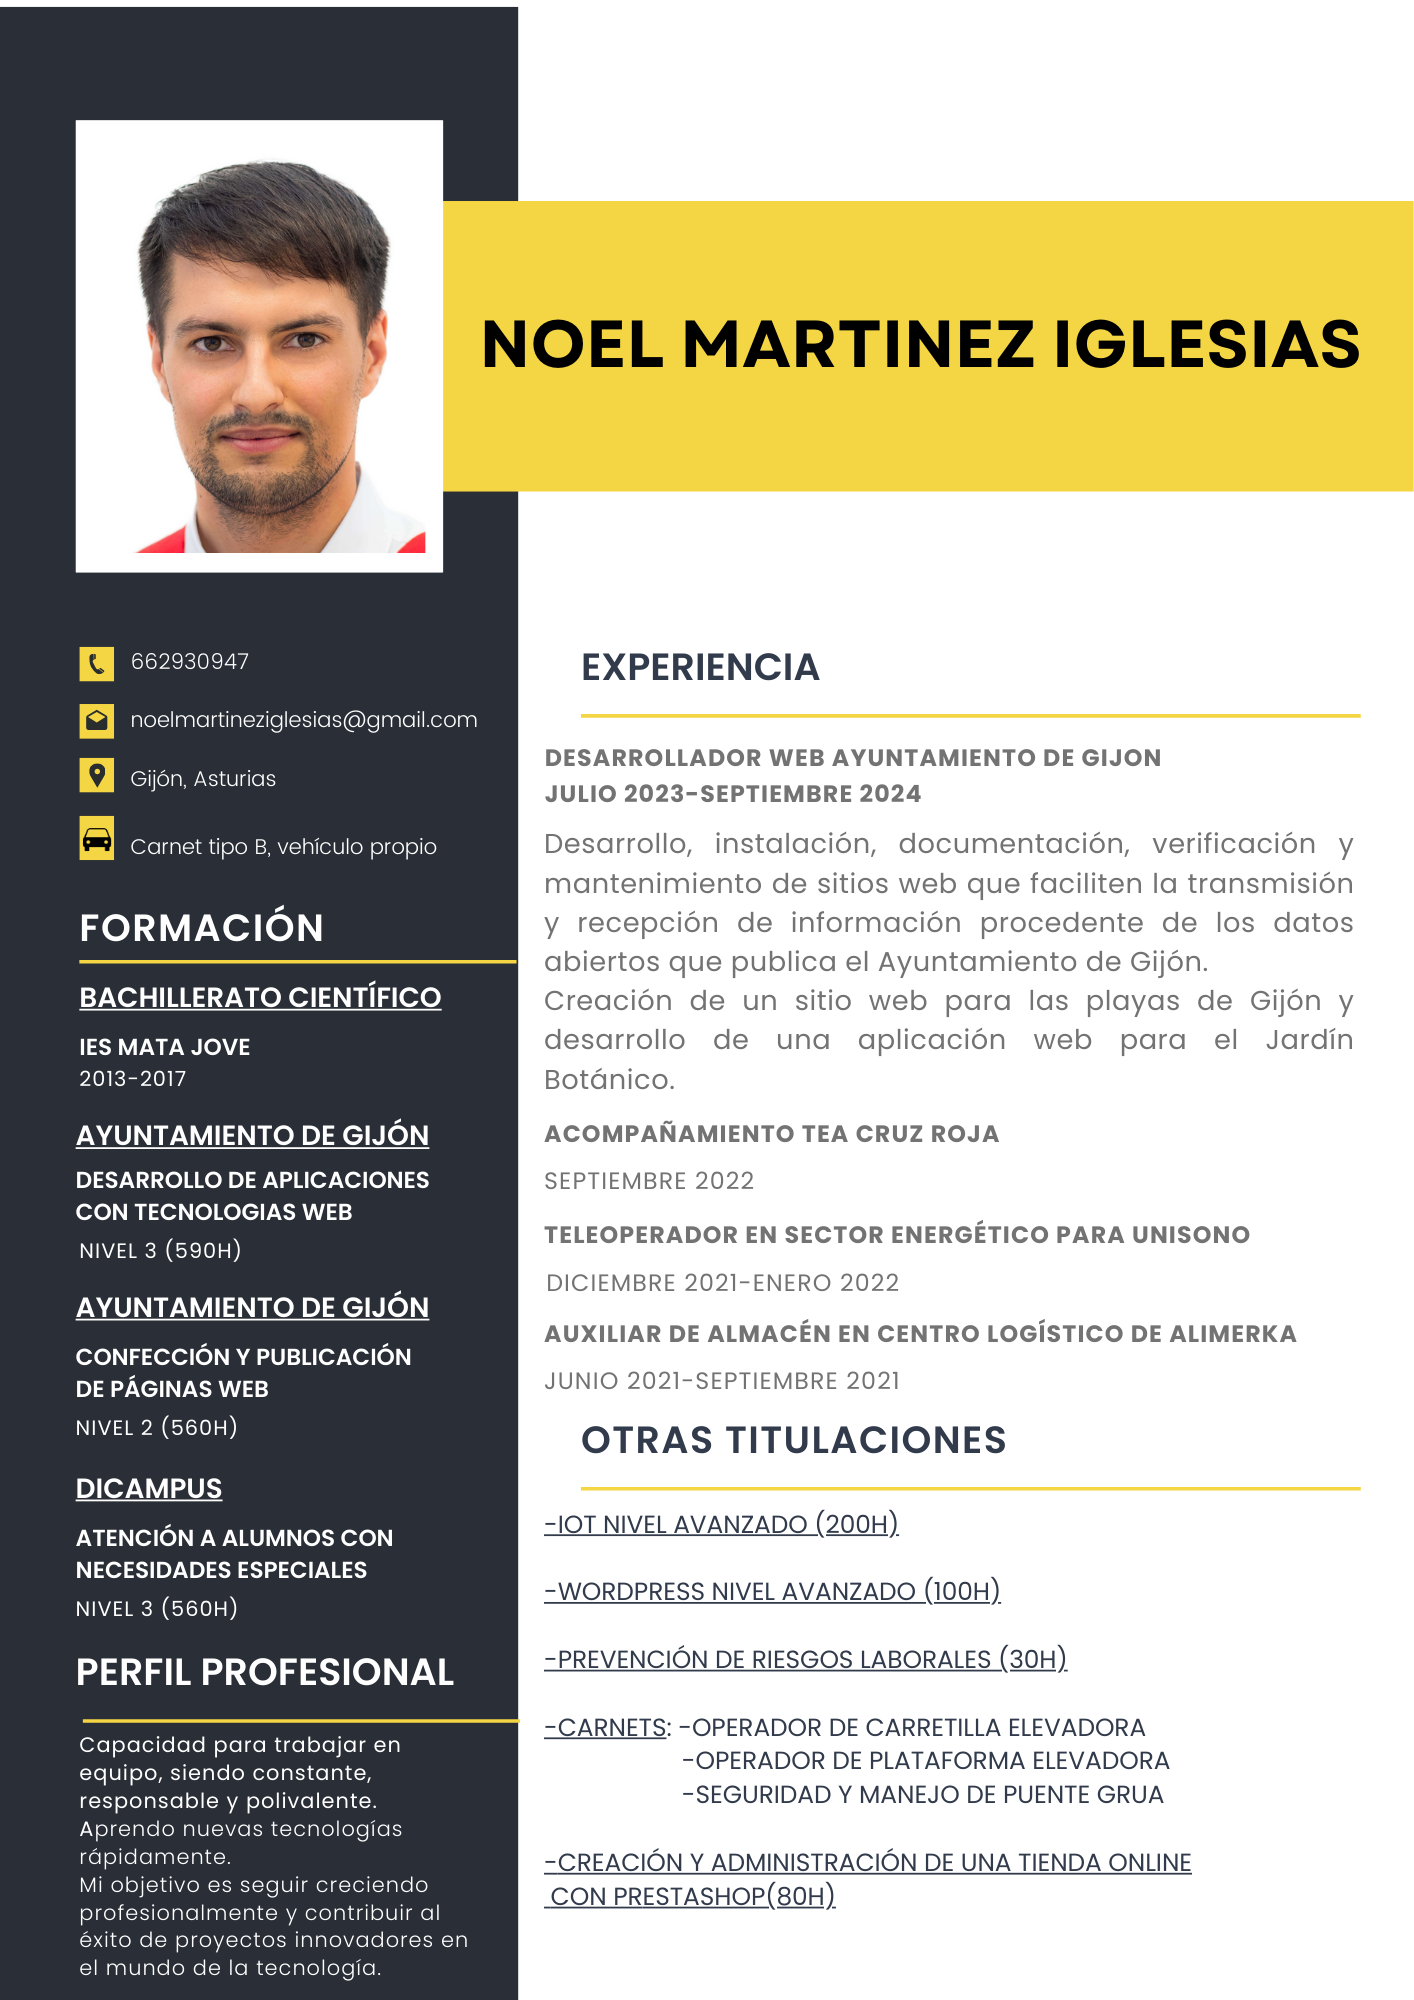 NOEL MARTINEZ IGLESIAS
662930947
noelmartineziglesias@gmail.com
Gijón, Asturias
Carnet tipo B, vehículo propio
FORMACIÓN
BACHILLERATO CIENTÍFICO
IES MATA JOVE
2013-2017
AYUNTAMIENTO DE GIJÓN
DESARROLLO DE APLICACIONES
CON TECNOLOGIAS WEB
NIVEL 3 (590H)
AYUNTAMIENTO DE GIJÓN
CONFECCIÓN Y PUBLICACIÓN
DE PÁGINAS WEB
NIVEL 2 (560H)
DICAMPUS
ATENCIÓN A ALUMNOS CON
NECESIDADES ESPECIALES
NIVEL 3 (560H)
PERFIL PROFESIONAL
Capacidad para trabajar en
equipo, siendo constante,
responsable y polivalente.
Aprendo nuevas tecnologías
rápidamente.
Mi objetivo es seguir creciendo
profesionalmente y contribuir al
éxito de proyectos innovadores en
el mundo de la tecnología.
EXPERIENCIA
DESARROLLADOR WEB AYUNTAMIENTO DE GIJON
JULIO 2023-SEPTIEMBRE 2024
Desarrollo, instalación, documentación, verificación y
mantenimiento de sitios web que faciliten la transmisión
y recepción de información procedente de los datos
abiertos que publica el Ayuntamiento de Gijón.
Creación de un sitio web para las playas de Gijón y
desarrollo de una aplicación web para el Jardín
Botánico.
ACOMPAÑAMIENTO TEA CRUZ ROJA
SEPTIEMBRE 2022
TELEOPERADOR EN SECTOR ENERGÉTICO PARA UNISONO
DICIEMBRE 2021-ENERO 2022
AUXILIAR DE ALMACÉN EN CENTRO LOGÍSTICO DE ALIMERKA
JUNIO 2021-SEPTIEMBRE 2021
OTRAS TITULACIONES
-IOT NIVEL AVANZADO (200H)
-WORDPRESS NIVEL AVANZADO (100H)
-PREVENCIÓN DE RIESGOS LABORALES (30H)
-CARNETS: -OPERADOR DE CARRETILLA ELEVADORA
-OPERADOR DE PLATAFORMA ELEVADORA
-SEGURIDAD Y MANEJO DE PUENTE GRUA
-CREACIÓN Y ADMINISTRACIÓN DE UNA TIENDA ONLINE
CON PRESTASHOP(80H)